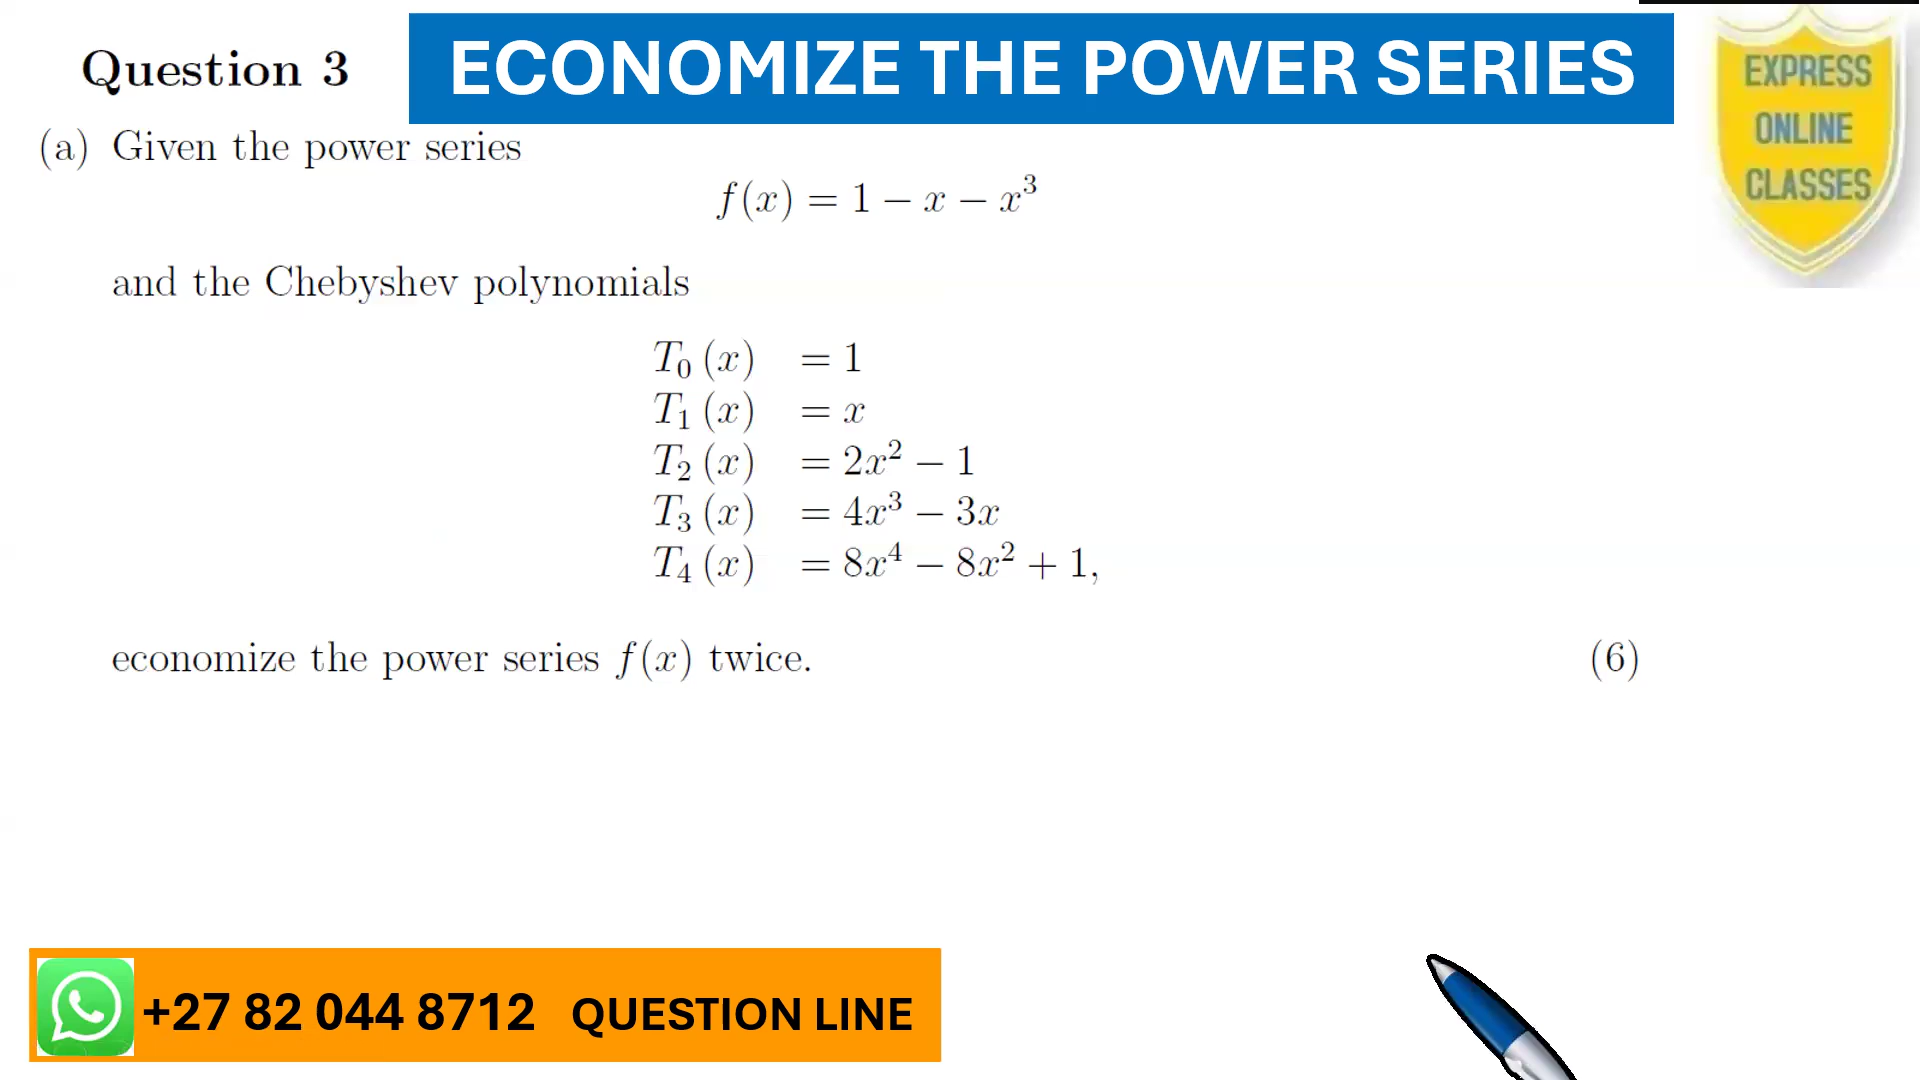 Question 3
ECONOMIZE THE POWER SERIES
EXPRESS
ONLINE
CLASSES
(a) Given the power series
f(x) = 1 − x − x³
and the Chebyshev polynomials
T₀ (x) = 1
T₁ (x) = x
T₂ (x) = 2x² − 1
T₃ (x) = 4x³ − 3x
T₄ (x) = 8x⁴ − 8x² + 1,
economize the power series f(x) twice. (6)
+27 82 044 8712 QUESTION LINE